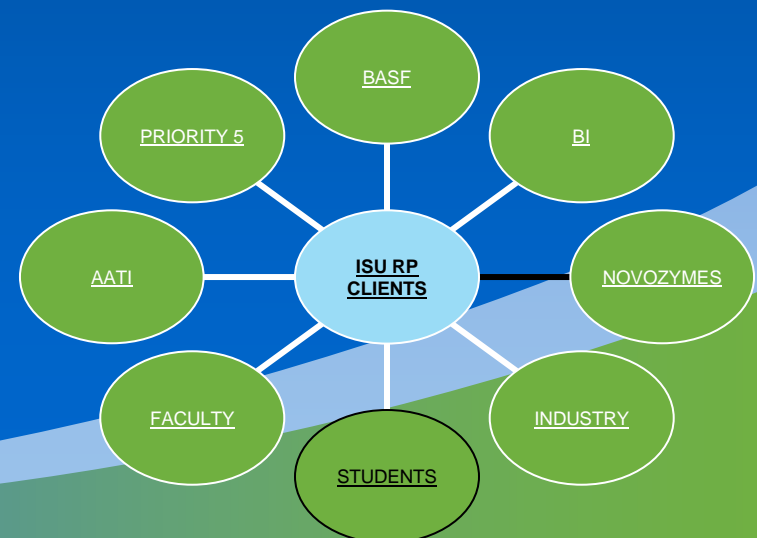 BASF
PRIORITY 5
BI
AATI
ISU RP
CLIENTS
NOVOZYMES
FACULTY
INDUSTRY
STUDENTS